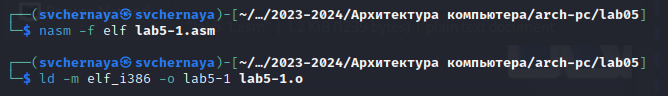 ┌──(svchernaya㉿svchernaya)-[~/…/2023-2024/Архитектура компьютера/arch-pc/lab05]
└─$ nasm -f elf lab5-1.asm
┌──(svchernaya㉿svchernaya)-[~/…/2023-2024/Архитектура компьютера/arch-pc/lab05]
└─$ ld -m elf_i386 -o lab5-1 lab5-1.o